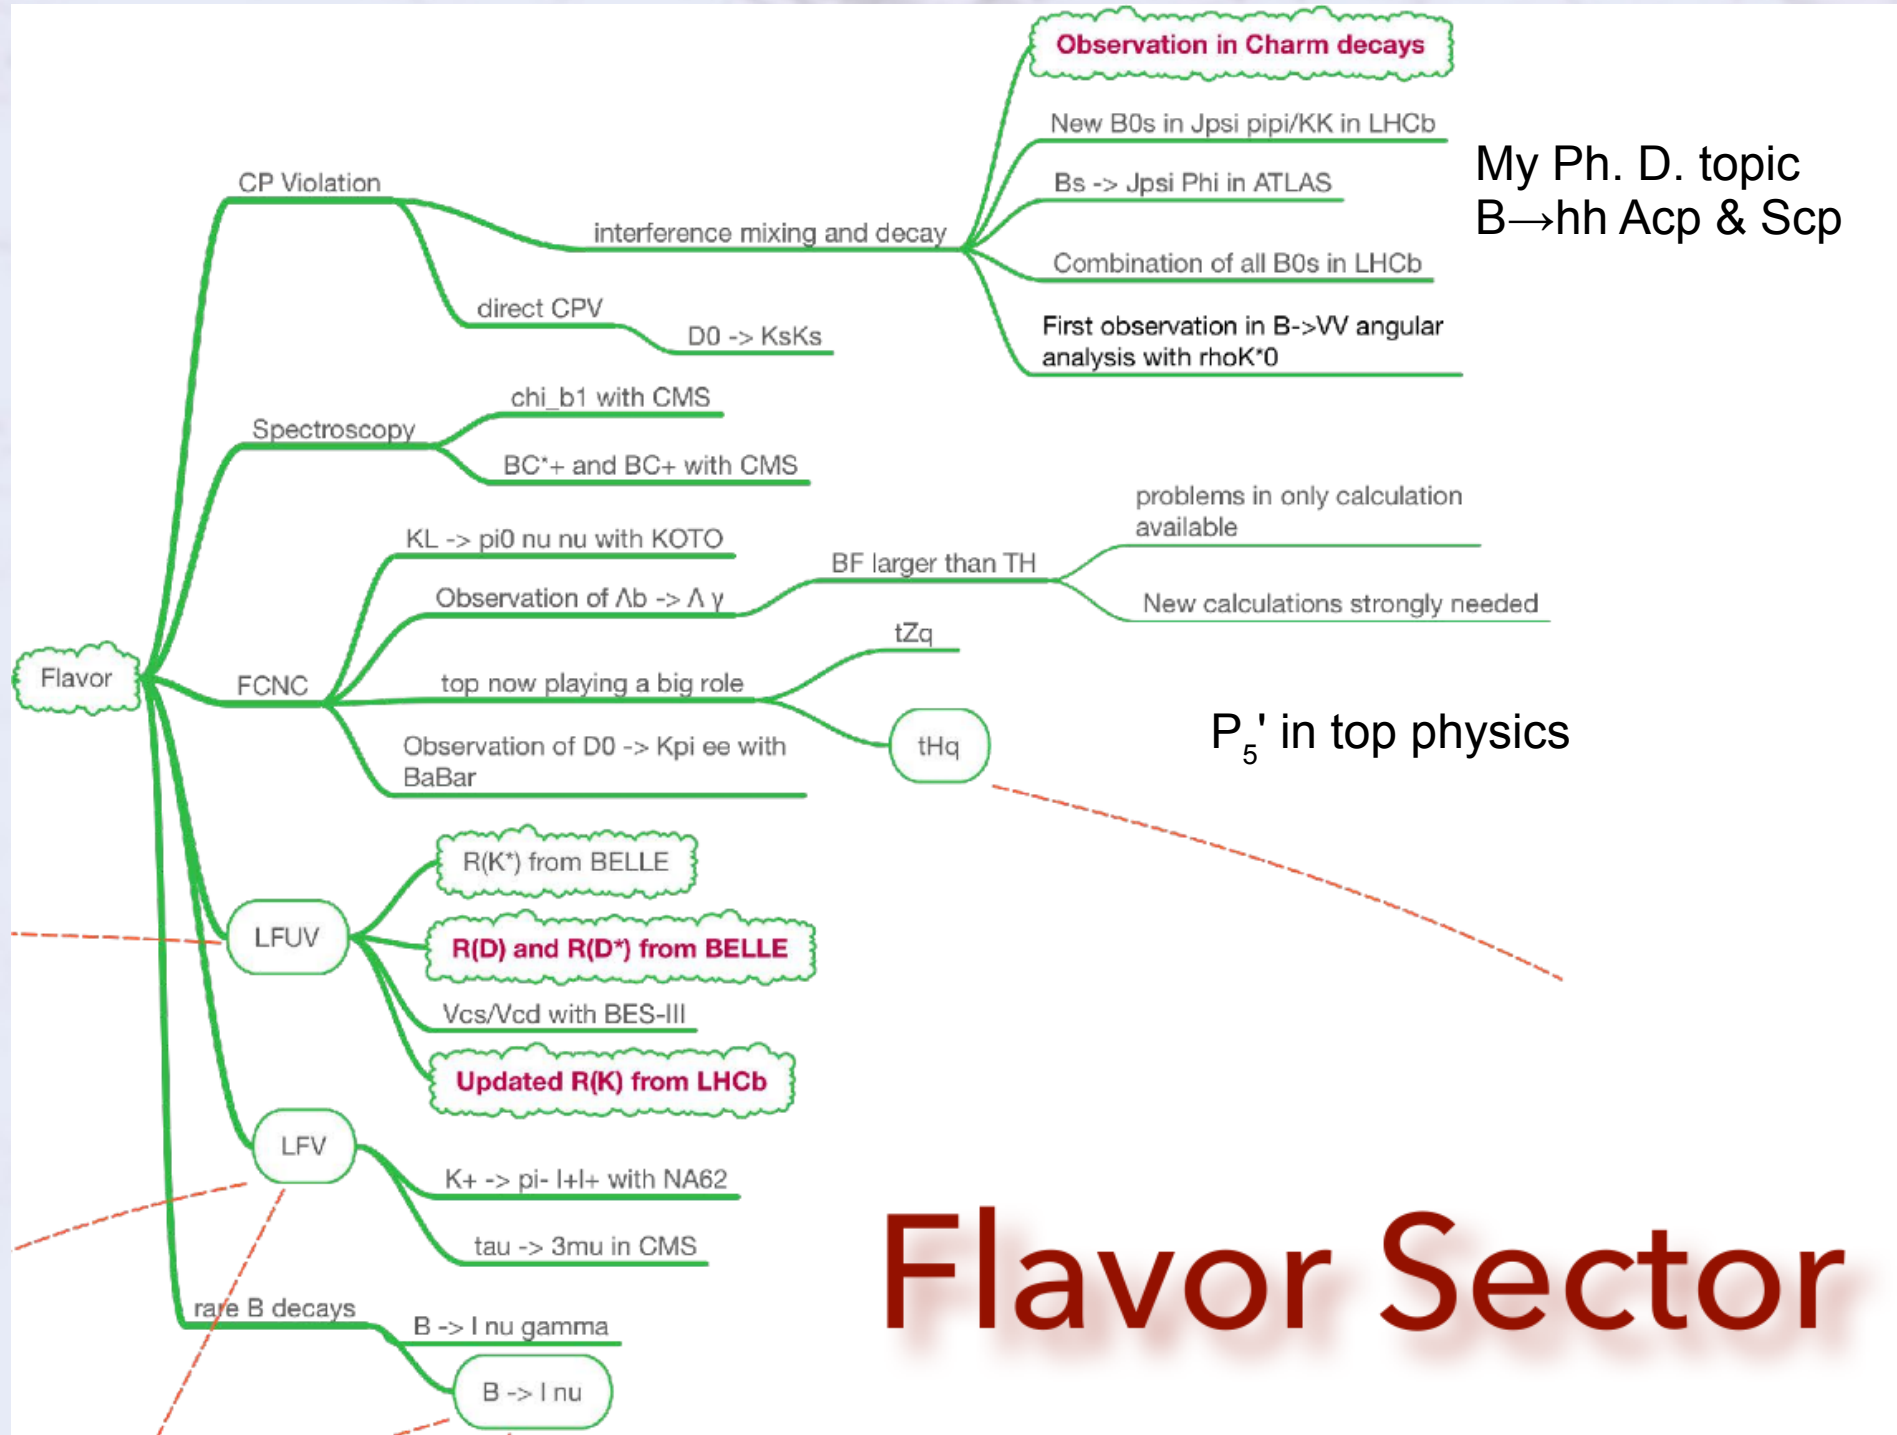 Observation in Charm decays
New B0s in Jpsi pipi/KK in LHCb
My Ph. D. topic
B→hh Acp & Scp
CP Violation
Bs -> Jpsi Phi in ATLAS
interference mixing and decay
Combination of all B0s in LHCb
direct CPV
D0 -> KsKs
First observation in B->VV angular
analysis with rhoK*0
chi_b1 with CMS
Spectroscopy
BC*+ and BC+ with CMS
problems in only calculation
available
KL -> pi0 nu nu with KOTO
BF larger than TH
Observation of Λb -> Λ γ
New calculations strongly needed
tZq
Flavor
FCNC
top now playing a big role
tHq
P5' in top physics
Observation of D0 -> Kpi ee with
BaBar
R(K*) from BELLE
LFUV
R(D) and R(D*) from BELLE
Vcs/Vcd with BES-III
Updated R(K) from LHCb
LFV
K+ -> pi- l+l+ with NA62
tau -> 3mu in CMS
Flavor Sector
rare B decays
B -> l nu gamma
B -> l nu